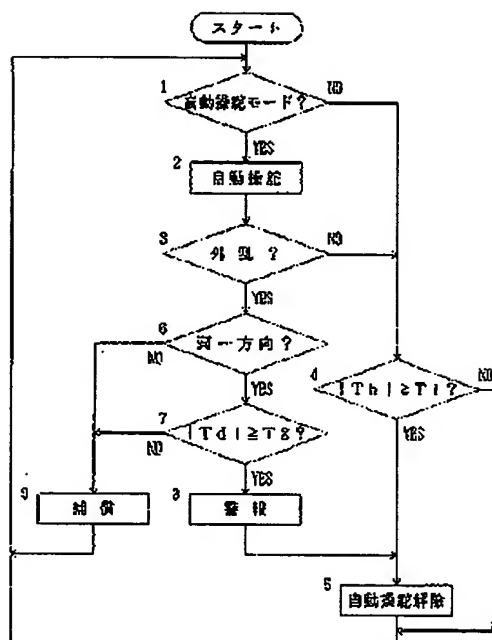 スタート
1
自動操舵モード?
NO
YES
2
自動操舵
3
外乱?
NO
YES
6
同一方向?
NO
YES
4
|Th|≧T1?
NO
YES
7
|Td|≧T2?
NO
YES
9
補償
8
警報
5
自動操舵解除